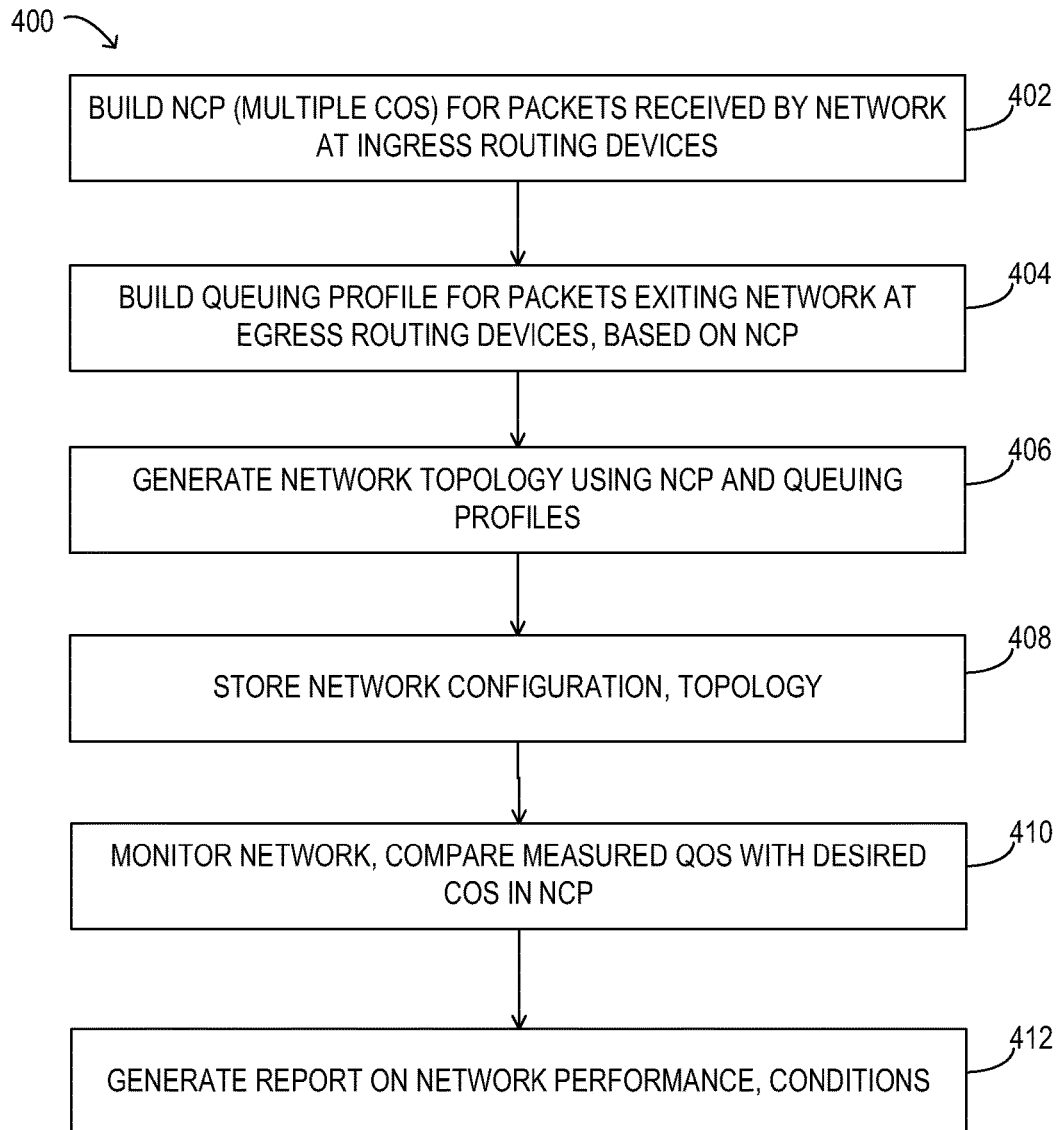 400
BUILD NCP (MULTIPLE COS) FOR PACKETS RECEIVED BY NETWORK
AT INGRESS ROUTING DEVICES
402
BUILD QUEUING PROFILE FOR PACKETS EXITING NETWORK AT
EGRESS ROUTING DEVICES, BASED ON NCP
404
GENERATE NETWORK TOPOLOGY USING NCP AND QUEUING
PROFILES
406
STORE NETWORK CONFIGURATION, TOPOLOGY
408
MONITOR NETWORK, COMPARE MEASURED QOS WITH DESIRED
COS IN NCP
410
GENERATE REPORT ON NETWORK PERFORMANCE, CONDITIONS
412